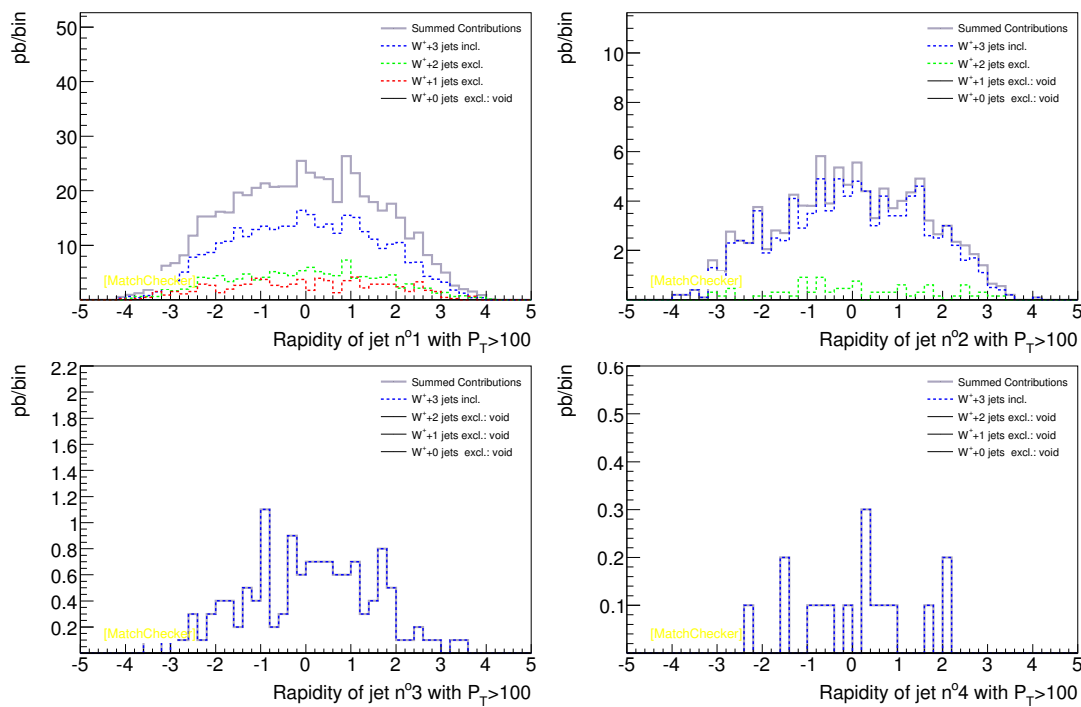 pb/bin
50
40
30
20
10
Summed Contributions
W⁺+3 jets incl.
W⁺+2 jets excl.
W⁺+1 jets excl.
W⁺+0 jets excl.: void
[MatchChecker]
-5 -4 -3 -2 -1 0 1 2 3 4 5
Rapidity of jet nº1 with P_T>100
pb/bin
10
8
6
4
2
Summed Contributions
W⁺+3 jets incl.
W⁺+2 jets excl.
W⁺+1 jets excl.: void
W⁺+0 jets excl.: void
[MatchChecker]
-5 -4 -3 -2 -1 0 1 2 3 4 5
Rapidity of jet nº2 with P_T>100
pb/bin
2.2
2
1.8
1.6
1.4
1.2
1
0.8
0.6
0.4
0.2
Summed Contributions
W⁺+3 jets incl.
W⁺+2 jets excl.: void
W⁺+1 jets excl.: void
W⁺+0 jets excl.: void
[MatchChecker]
-5 -4 -3 -2 -1 0 1 2 3 4 5
Rapidity of jet nº3 with P_T>100
pb/bin
0.6
0.5
0.4
0.3
0.2
0.1
Summed Contributions
W⁺+3 jets incl.
W⁺+2 jets excl.: void
W⁺+1 jets excl.: void
W⁺+0 jets excl.: void
[MatchChecker]
-5 -4 -3 -2 -1 0 1 2 3 4 5
Rapidity of jet nº4 with P_T>100